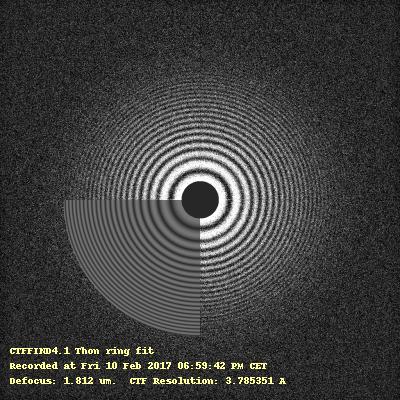 CTFFIND4.1 Thon ring fit
Recorded at Fri 10 Feb 2017 06:59:42 PM CET
Defocus: 1.812 um. CTF Resolution: 3.785351 A